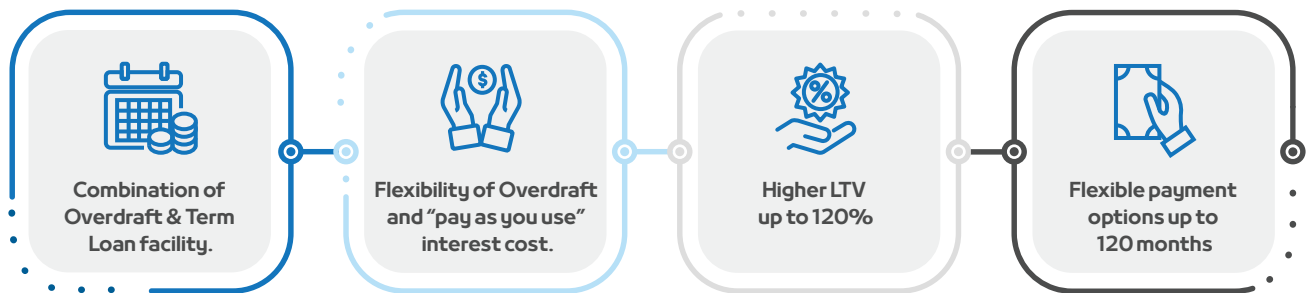 Combination of
Overdraft & Term
Loan facility.
Flexibility of Overdraft
and “pay as you use”
interest cost.
Higher LTV
up to 120%
Flexible payment
options up to
120 months